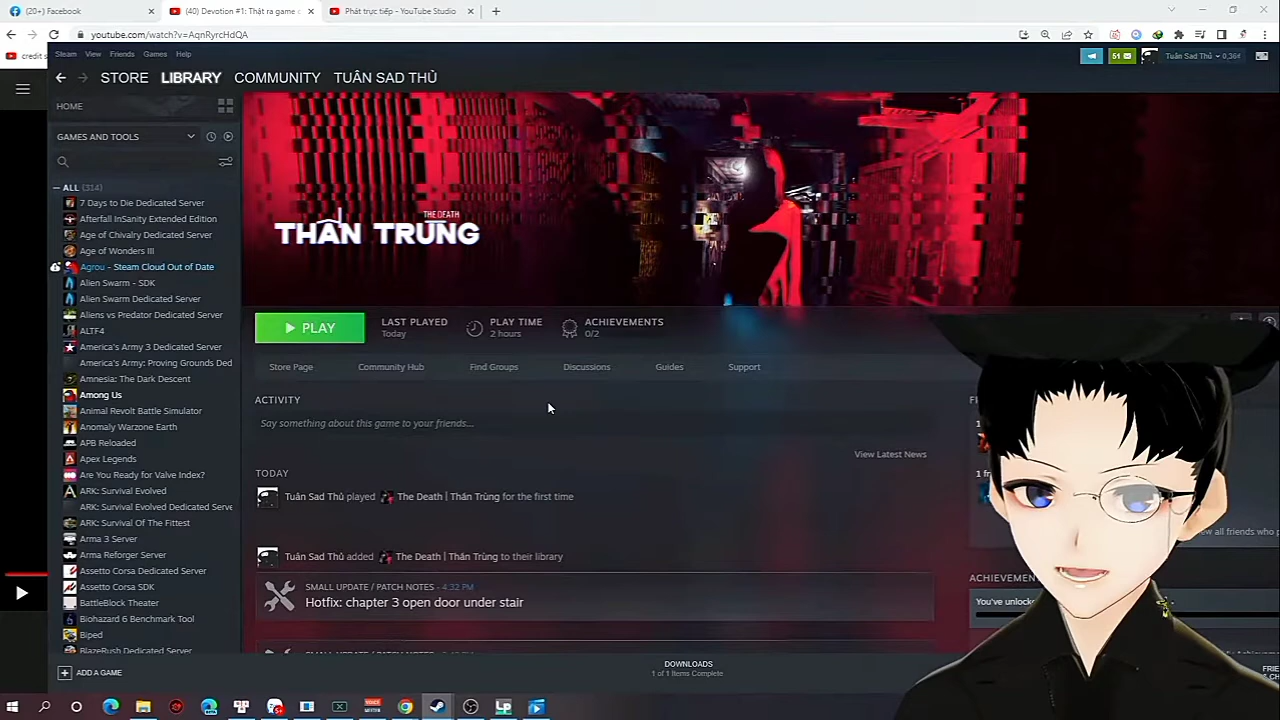 (20+) Facebook
(40) Devotion #1: Thật ra game c
Phát trực tiếp - YouTube Studio
youtube.com/watch?v=AqnRyrcHdQA
credit s
Steam View Friends Games Help
51
Tuân Sad Thủ
STORE LIBRARY COMMUNITY TUÂN SAD THỦ
HOME
GAMES AND TOOLS
ALL (314)
7 Days to Die Dedicated Server
Afterfall InSanity Extended Edition
Age of Chivalry Dedicated Server
Age of Wonders III
Agrou - Steam Cloud Out of Date
Alien Swarm - SDK
Alien Swarm Dedicated Server
Aliens vs Predator Dedicated Server
ALTF4
America's Army 3 Dedicated Server
America's Army: Proving Grounds Ded
Amnesia: The Dark Descent
Among Us
Animal Revolt Battle Simulator
Anomaly Warzone Earth
APB Reloaded
Apex Legends
Are You Ready for Valve Index?
ARK: Survival Evolved
ARK: Survival Evolved Dedicated Serve
ARK: Survival Of The Fittest
Arma 3 Server
Arma Reforger Server
Assetto Corsa Dedicated Server
Assetto Corsa SDK
BattleBlock Theater
Biohazard 6 Benchmark Tool
Biped
BlazeRush Dedicated Server
ADD A GAME
THE DEATH
THẦN TRÙNG
PLAY
LAST PLAYED
Today
PLAY TIME
2 hours
ACHIEVEMENTS
0/2
Store Page Community Hub Find Groups Discussions Guides Support
ACTIVITY
Say something about this game to your friends...
View Latest News
TODAY
Tuân Sad Thủ played The Death | Thần Trùng for the first time
Tuân Sad Thủ added The Death | Thần Trùng to their library
SMALL UPDATE / PATCH NOTES - 4:32 PM
Hotfix: chapter 3 open door under stair
ew all friends who p
ACHIEVEMEN
You've unlock
DOWNLOADS
1 of 1 Items Complete